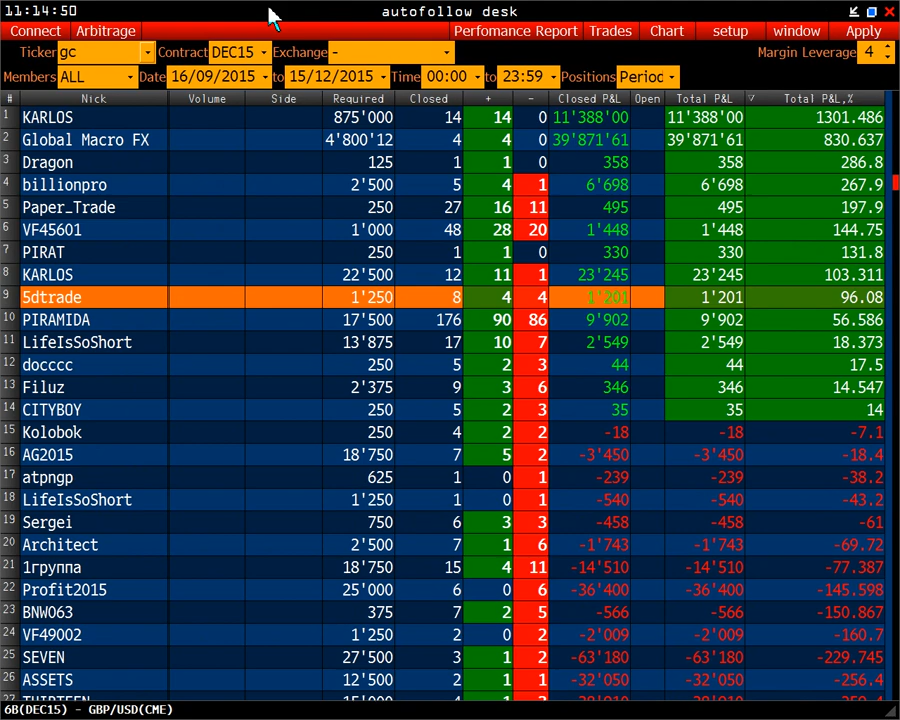 11:14:50 autofollow desk
Connect Arbitrage Perfomance Report Trades Chart setup window Apply
Ticker gc Contract DEC15 Exchange - Margin Leverage 4
Members ALL Date 16/09/2015 to 15/12/2015 Time 00:00 to 23:59 Positions Period
# Nick Volume Side Required Closed + - Closed P&L Open Total P&L Total P&L,%
1 KARLOS 875'000 14 14 0 11'388'00 11'388'00 1301.486
2 Global Macro FX 4'800'12 4 4 0 39'871'61 39'871'61 830.637
3 Dragon 125 1 1 0 358 358 286.8
4 billionpro 2'500 5 4 1 6'698 6'698 267.9
5 Paper_Trade 250 27 16 11 495 495 197.9
6 VF45601 1'000 48 28 20 1'448 1'448 144.75
7 PIRAT 250 1 1 0 330 330 131.8
8 KARLOS 22'500 12 11 1 23'245 23'245 103.311
9 5dtrade 1'250 8 4 4 1'201 1'201 96.08
10 PIRAMIDA 17'500 176 90 86 9'902 9'902 56.586
11 LifeIsSoShort 13'875 17 10 7 2'549 2'549 18.373
12 docccc 250 5 2 3 44 44 17.5
13 Filuz 2'375 9 3 6 346 346 14.547
14 CITYBOY 250 5 2 3 35 35 14
15 Kolobok 250 4 2 2 -18 -18 -7.1
16 AG2015 18'750 7 5 2 -3'450 -3'450 -18.4
17 atpngp 625 1 0 1 -239 -239 -38.2
18 LifeIsSoShort 1'250 1 0 1 -540 -540 -43.2
19 Sergei 750 6 3 3 -458 -458 -61
20 Architect 2'500 7 1 6 -1'743 -1'743 -69.72
21 1группа 18'750 15 4 11 -14'510 -14'510 -77.387
22 Profit2015 25'000 6 0 6 -36'400 -36'400 -145.598
23 BNW063 375 7 2 5 -566 -566 -150.867
24 VF49002 1'250 2 0 2 -2'009 -2'009 -160.7
25 SEVEN 27'500 3 1 2 -63'180 -63'180 -229.745
26 ASSETS 12'500 4 1 2 -32'050 -32'050 -256.4
6B(DEC15) - GBP/USD(CME)